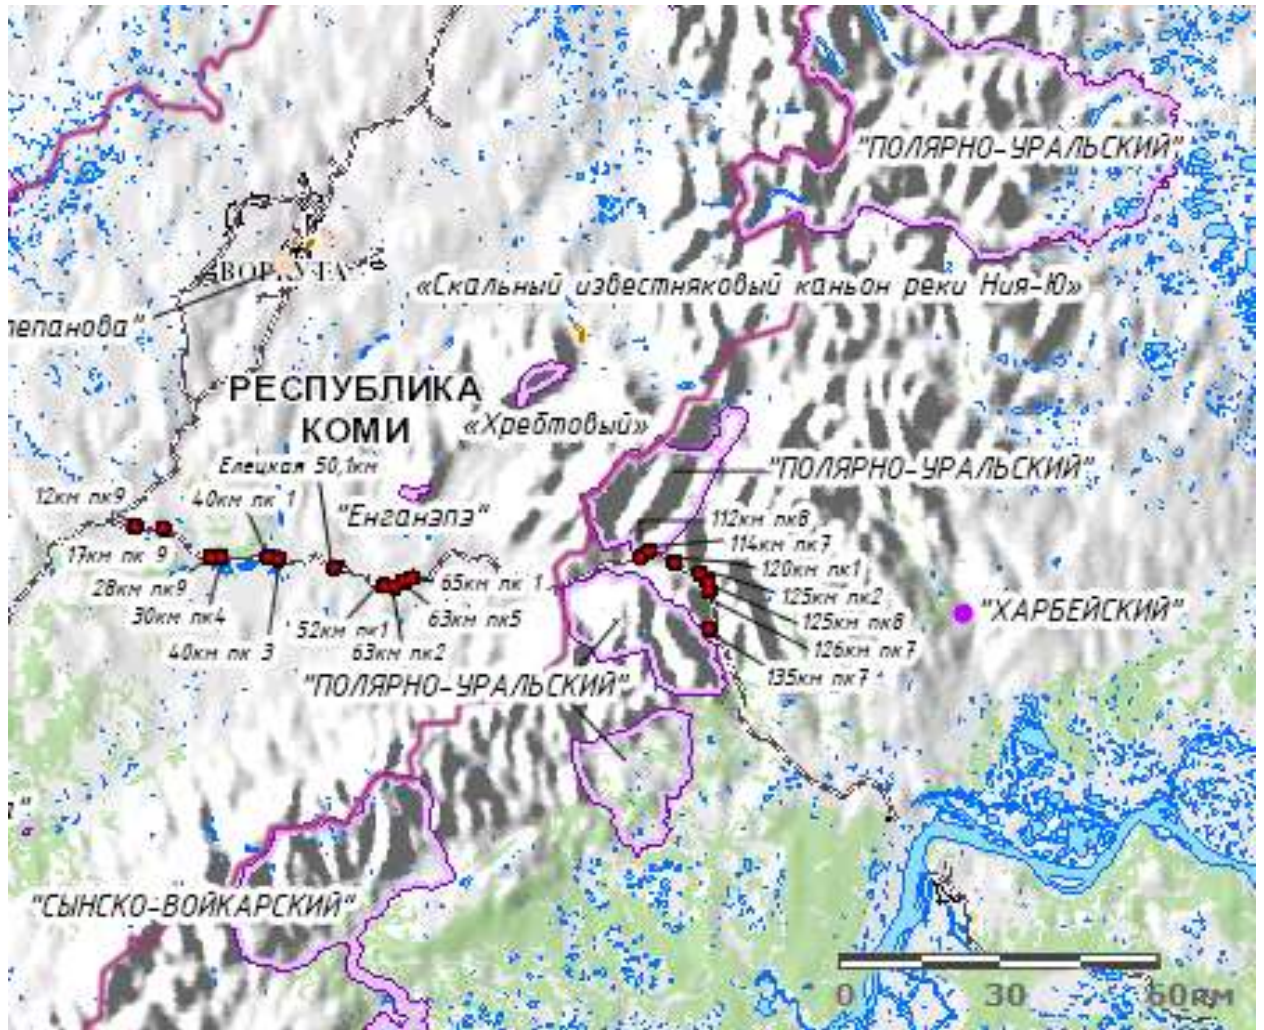 "ПОЛЯРНО-УРАЛЬСКИЙ"
ВОРКУТА
«Скальный известняковый каньон реки Ния-Ю»
епанова"
РЕСПУБЛИКА
КОМИ
«Хребтовый»
Елецкая 50,1км
"ПОЛЯРНО-УРАЛЬСКИЙ"
12км пк9
40км пк 1
"Енганэпэ"
112км пк8
114км пк7
17км пк 9
120км пк1
28км пк9
65км пк 1
125км пк2
30км пк4
63км пк5
125км пк8
"ХАРБЕЙСКИЙ"
52км пк1
40км пк 3
63км пк2
126км пк7
135км пк7
"ПОЛЯРНО-УРАЛЬСКИЙ"
"СЫНСКО-ВОЙКАРСКИЙ"
0 30 60км